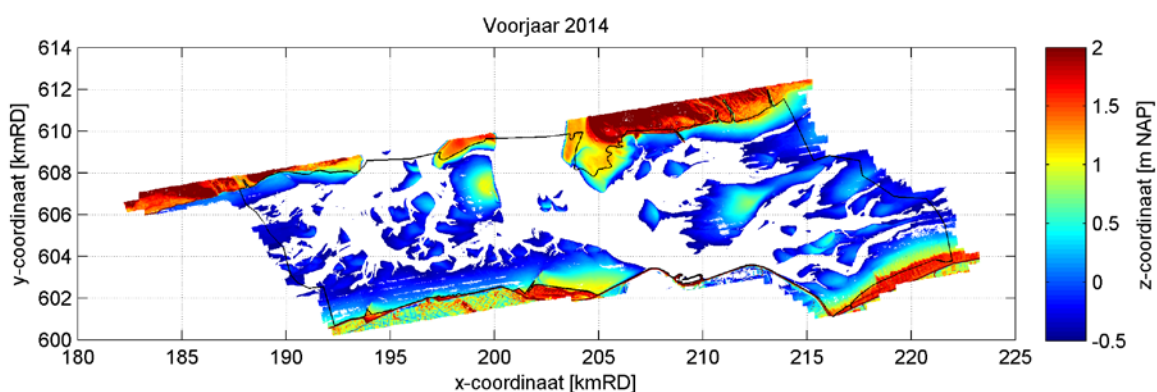 Voorjaar 2014
614
612
610
608
606
604
602
600
y-coordinaat [kmRD]
180 185 190 195 200 205 210 215 220 225
x-coordinaat [kmRD]
2
1.5
1
0.5
0
-0.5
z-coordinaat [m NAP]